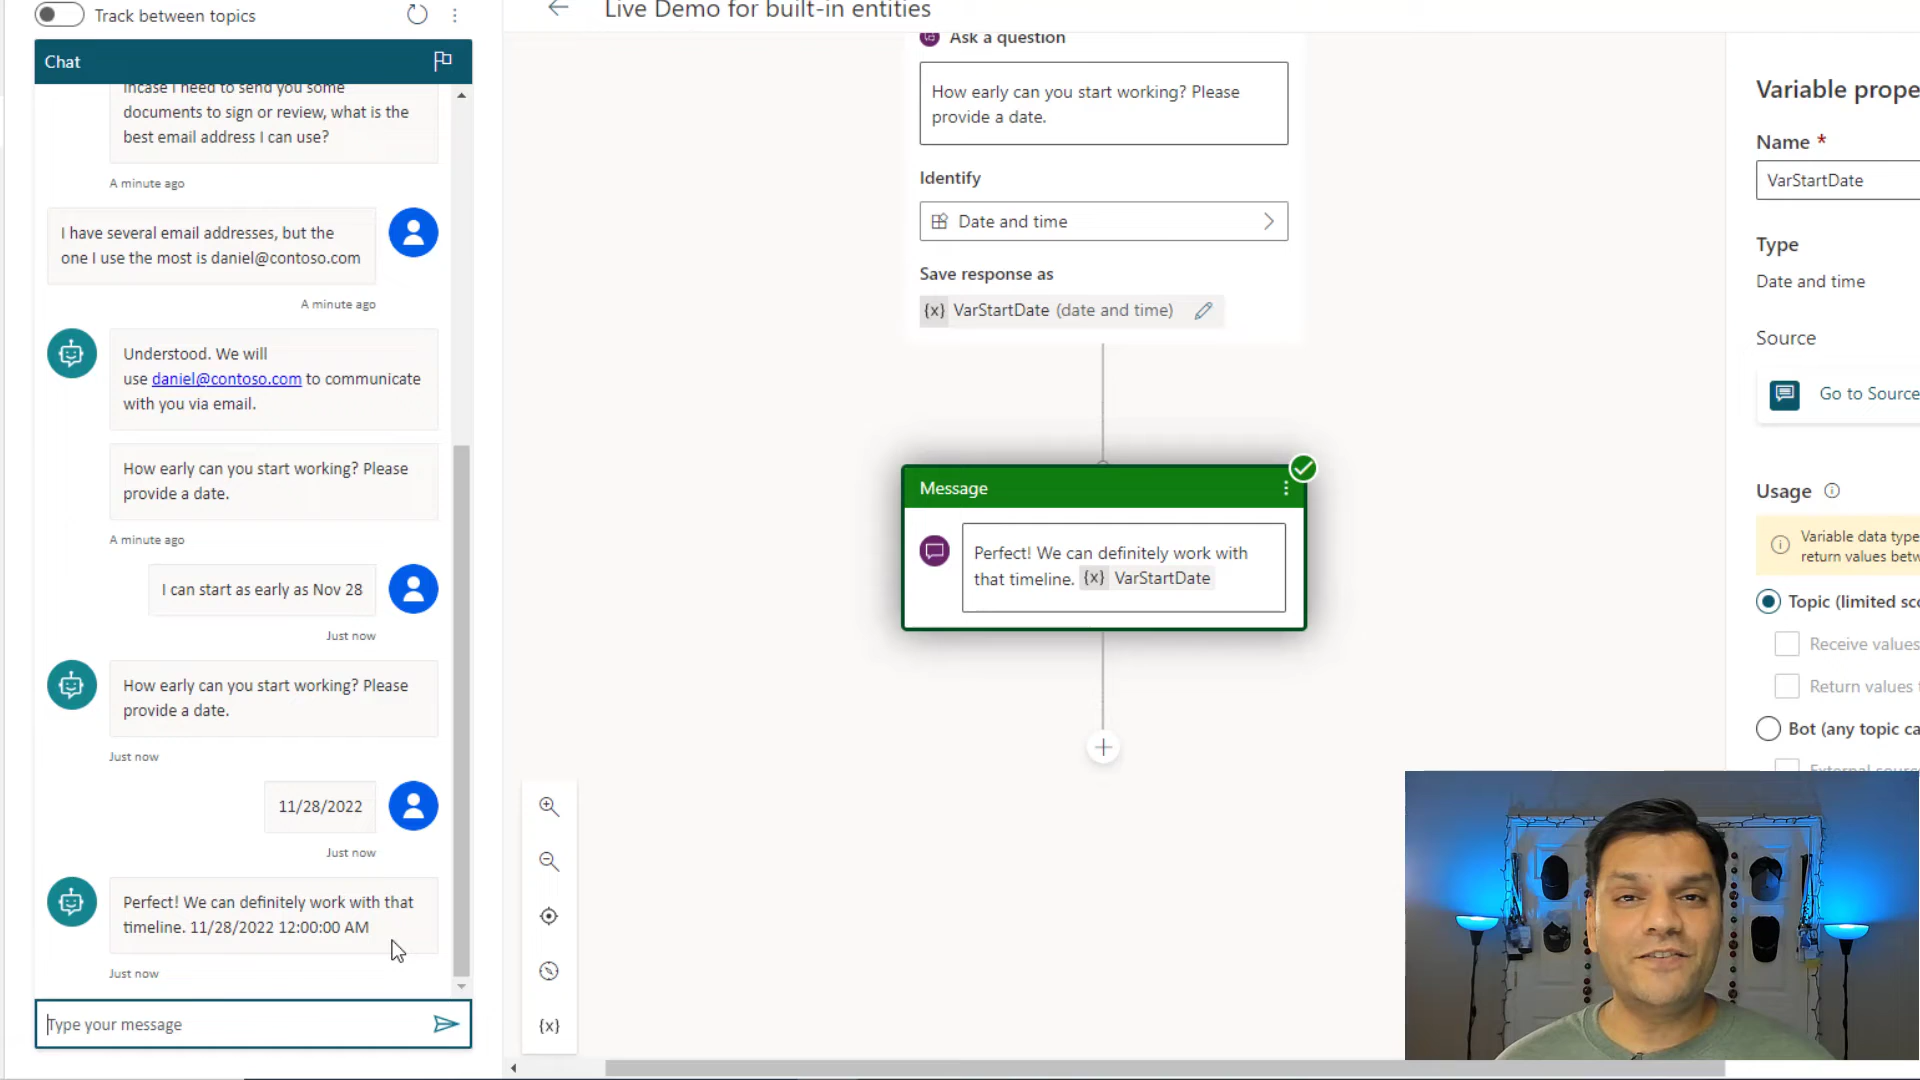 Track between topics
Chat
incase I need to send you some
documents to sign or review, what is the
best email address I can use?
A minute ago
I have several email addresses, but the
one I use the most is daniel@contoso.com
A minute ago
Understood. We will
use daniel@contoso.com to communicate
with you via email.
How early can you start working? Please
provide a date.
A minute ago
I can start as early as Nov 28
Just now
How early can you start working? Please
provide a date.
Just now
11/28/2022
Just now
Perfect! We can definitely work with that
timeline. 11/28/2022 12:00:00 AM
Just now
Type your message
Live Demo for built-in entities
Ask a question
How early can you start working? Please
provide a date.
Identify
Date and time
Save response as
{x} VarStartDate (date and time)
Message
Perfect! We can definitely work with
that timeline. {x} VarStartDate
{x}
Variable prope
Name *
VarStartDate
Type
Date and time
Source
Go to Source
Usage
Variable data type
return values betw
Topic (limited sco
Receive values
Return values t
Bot (any topic ca
External source